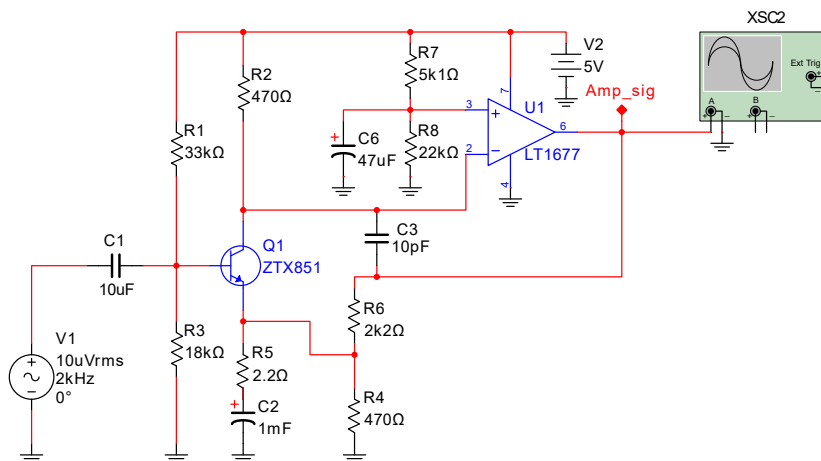 XSC2
Ext Trig
+
−
A
B
+ −
+ −
V2
5V
R7
5k1Ω
R2
470Ω
Amp_sig
U1
7
3
+
6
2
−
4
LT1677
R1
33kΩ
+
C6
47uF
R8
22kΩ
C3
10pF
C1
10uF
Q1
ZTX851
R6
2k2Ω
R3
18kΩ
V1
10uVrms
2kHz
0°
+
−
R5
2.2Ω
+
C2
1mF
R4
470Ω